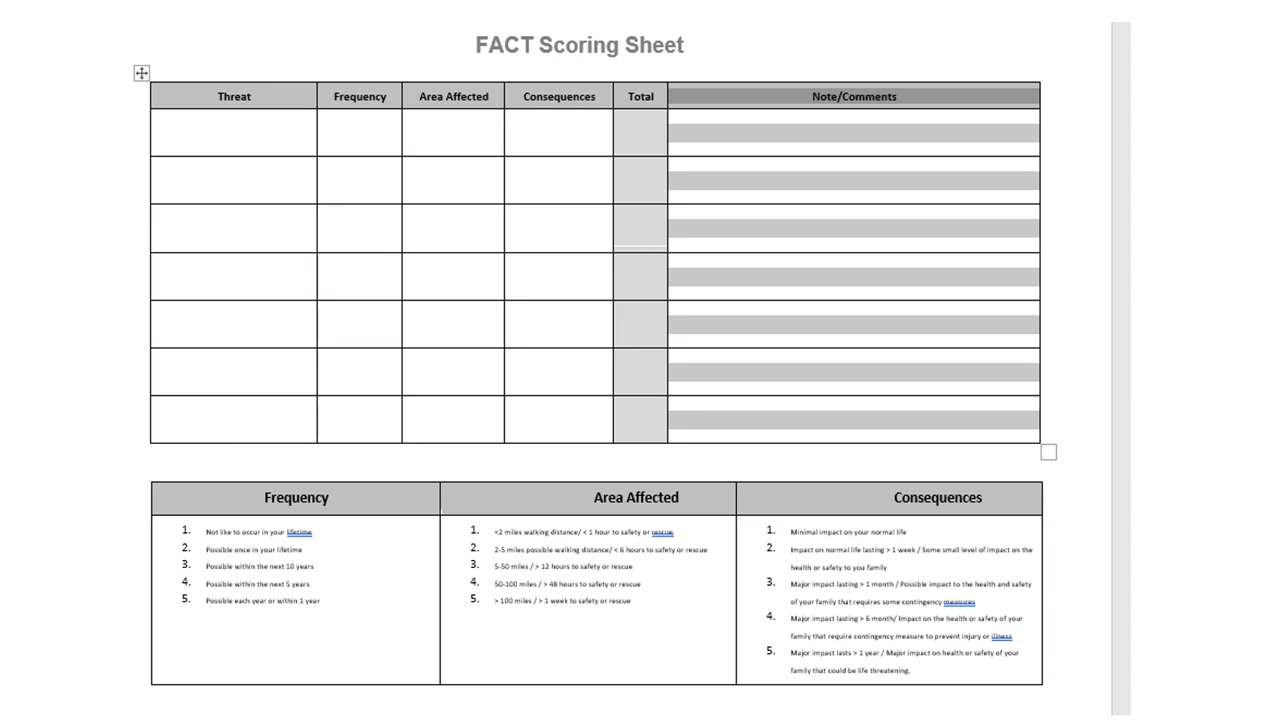 FACT Scoring Sheet
Threat Frequency Area Affected Consequences Total Note/Comments
Frequency Area Affected Consequences
1. Not like to occur in your lifetime
2. Possible once in your lifetime
3. Possible within the next 10 years
4. Possible within the next 5 years
5. Possible each year or within 1 year
1. <2 miles walking distance/ < 1 hour to safety or rescue
2. 2-5 miles possible walking distance/ < 6 hours to safety or rescue
3. 5-50 miles / > 12 hours to safety or rescue
4. 50-100 miles / > 48 hours to safety or rescue
5. > 100 miles / > 1 week to safety or rescue
1. Minimal impact on your normal life
2. Impact on normal life lasting > 1 week / Some small level of impact on the
health or safety to you family
3. Major impact lasting > 1 month / Possible impact to the health and safety
of your family that requires some contingency measures
4. Major impact lasting > 6 month/ Impact on the health or safety of your
family that require contingency measure to prevent injury or illness
5. Major impact lasts > 1 year / Major impact on health or safety of your
family that could be life threatening.